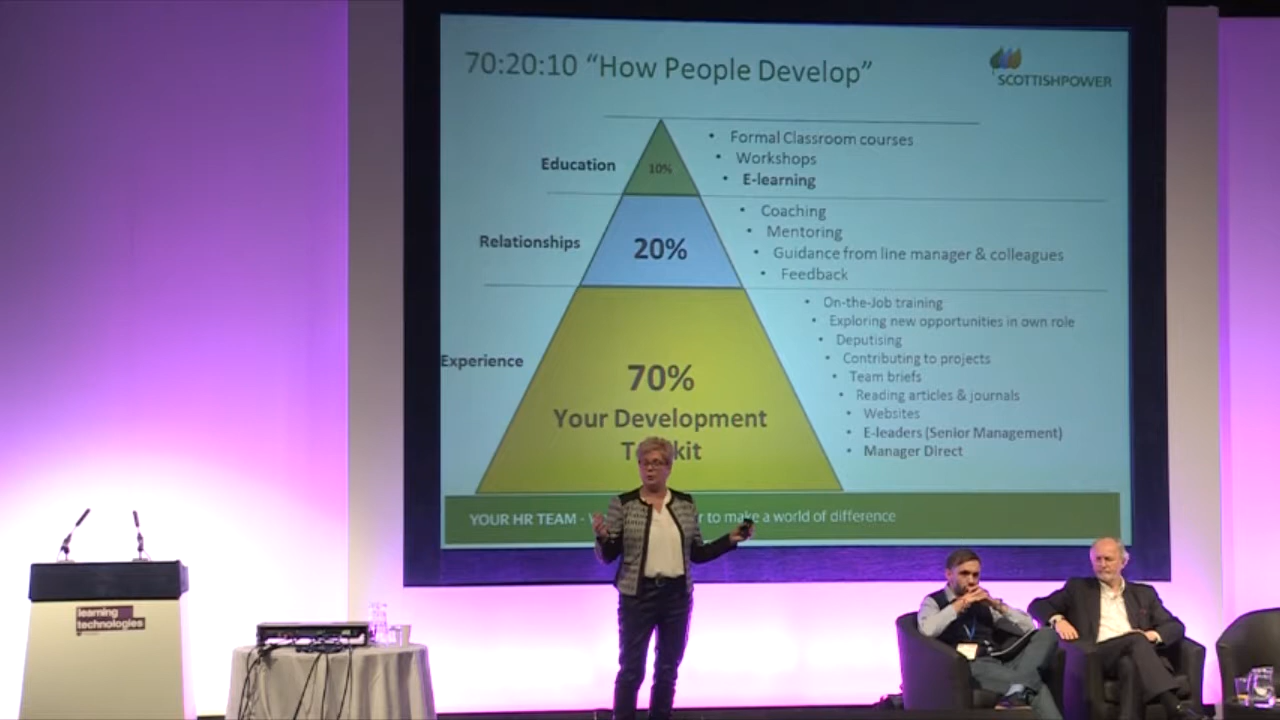 70:20:10 “How People Develop”
SCOTTISHPOWER
Education
10%
• Formal Classroom courses
• Workshops
• E-learning
Relationships
20%
• Coaching
• Mentoring
• Guidance from line manager & colleagues
• Feedback
Experience
70%
Your Development
T kit
• On-the-Job training
• Exploring new opportunities in own role
• Deputising
• Contributing to projects
• Team briefs
• Reading articles & journals
• Websites
• E-leaders (Senior Management)
• Manager Direct
YOUR HR TEAM - to make a world of difference
learning
technologies